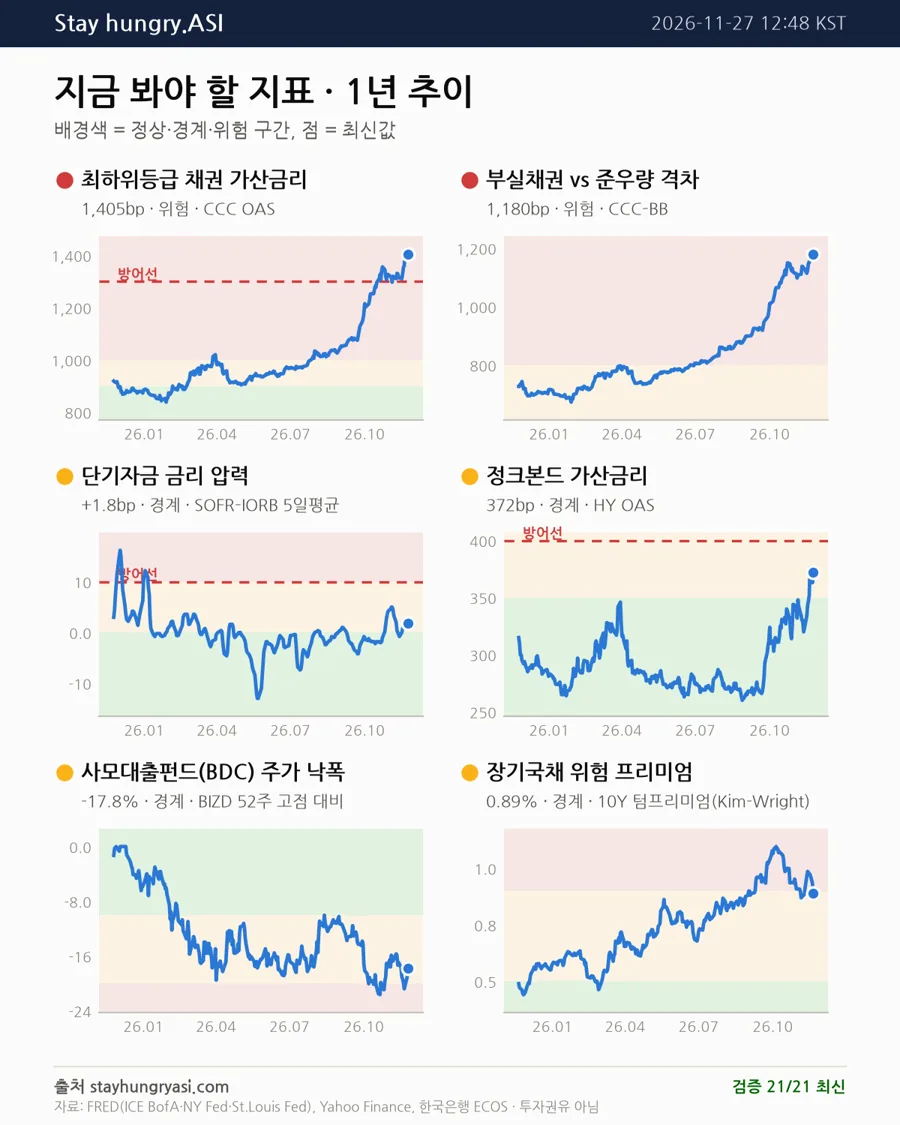 Stay hungry.ASI 2026-11-27 12:48 KST
지금 봐야 할 지표 · 1년 추이
배경색 = 정상·경계·위험 구간, 점 = 최신값
최하위등급 채권 가산금리
1,405bp · 위험 · CCC OAS
1,400
방어선
1,200
1,000
800
26.01 26.04 26.07 26.10
부실채권 vs 준우량 격차
1,180bp · 위험 · CCC-BB
1,200
1,000
800
26.01 26.04 26.07 26.10
단기자금 금리 압력
+1.8bp · 경계 · SOFR-IORB 5일평균
방어선
10
0.0
-10
26.01 26.04 26.07 26.10
정크본드 가산금리
372bp · 경계 · HY OAS
방어선
400
350
300
250
26.01 26.04 26.07 26.10
사모대출펀드(BDC) 주가 낙폭
-17.8% · 경계 · BIZD 52주 고점 대비
0.0
-8.0
-16
-24
26.01 26.04 26.07 26.10
장기국채 위험 프리미엄
0.89% · 경계 · 10Y 텀프리미엄(Kim-Wright)
1.0
0.8
0.5
26.01 26.04 26.07 26.10
출처 stayhungryasi.com 검증 21/21 최신
자료: FRED(ICE BofA·NY Fed·St.Louis Fed), Yahoo Finance, 한국은행 ECOS · 투자권유 아님